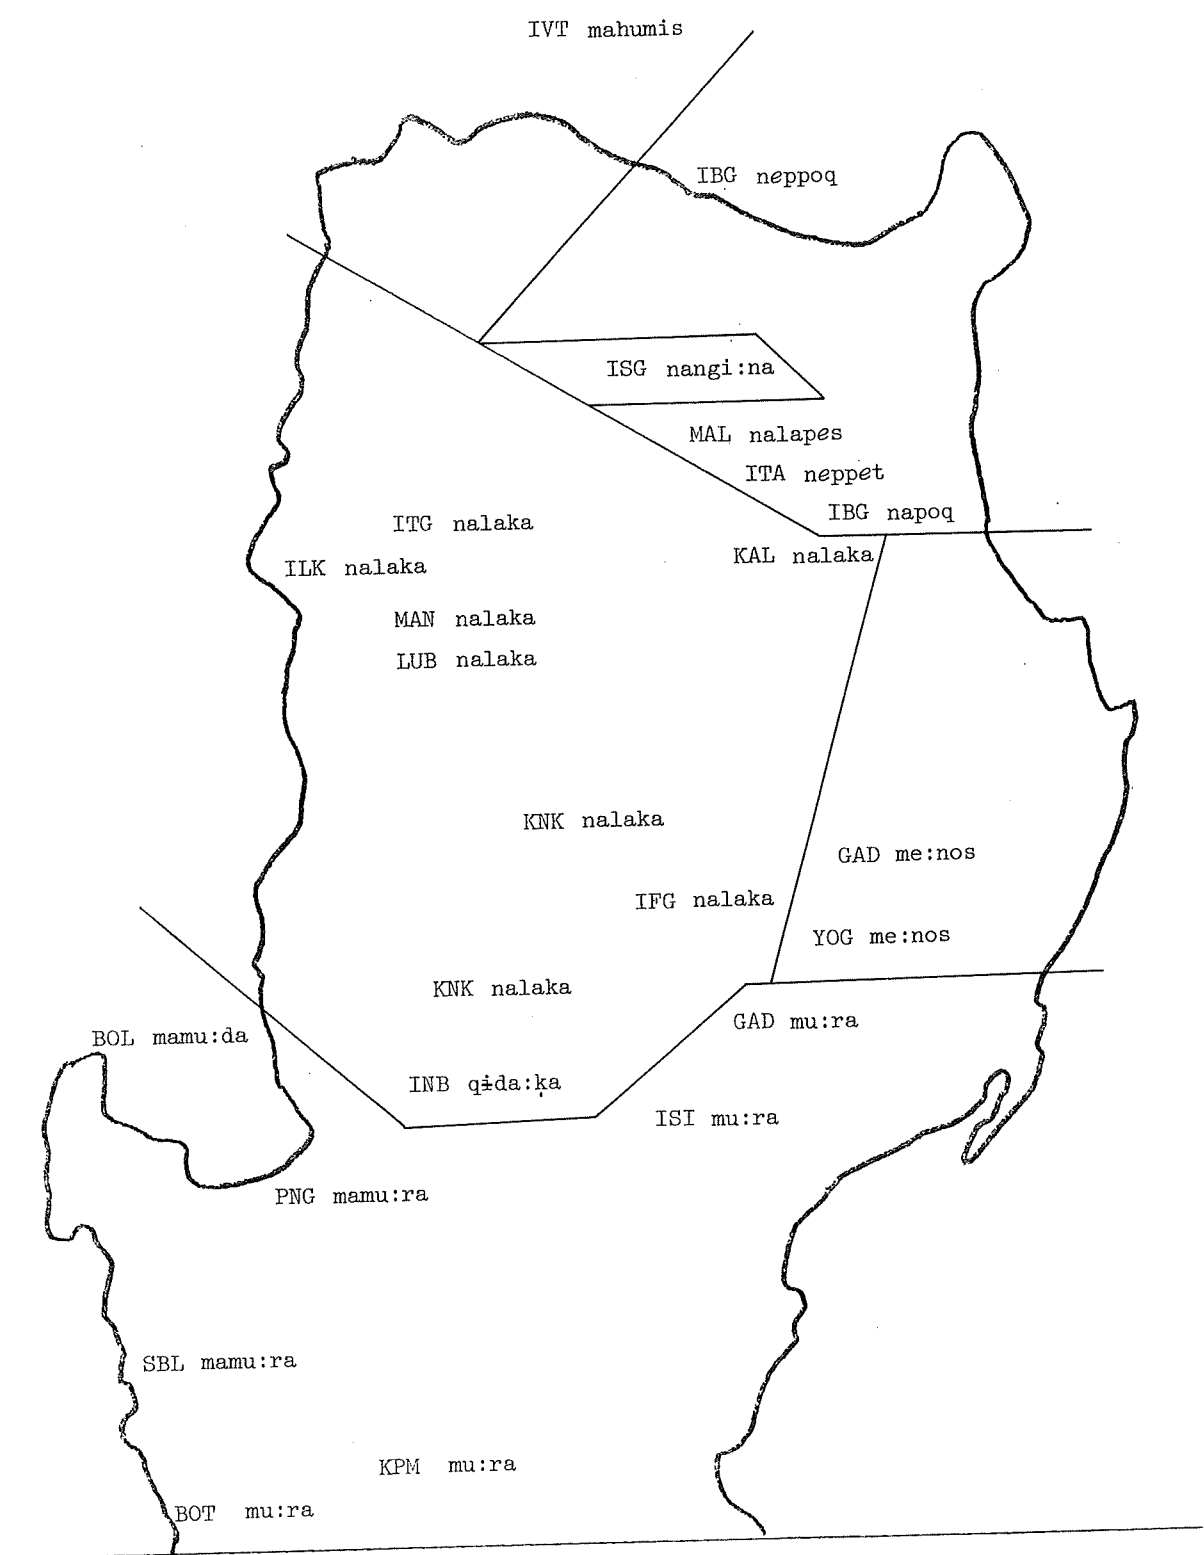 IVT mahumis
IBG neppoq
ISG nangi:na
MAL nalapes
ITA neppet
IBG napoq
ITG nalaka
KAL nalaka
ILK nalaka
MAN nalaka
LUB nalaka
KNK nalaka
GAD me:nos
IFG nalaka
YOG me:nos
KNK nalaka
GAD mu:ra
BOL mamu:da
INB qɨda:ḳa
ISI mu:ra
PNG mamu:ra
SBL mamu:ra
KPM mu:ra
BOT mu:ra